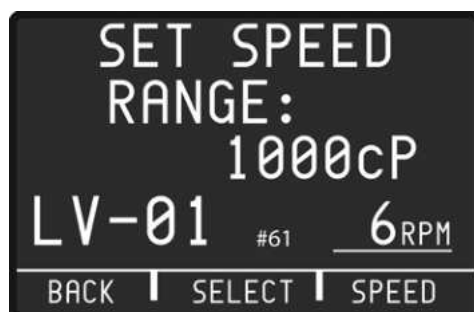 SET SPEED
RANGE:
1000cP
LV-01 #61 6RPM
BACK SELECT SPEED